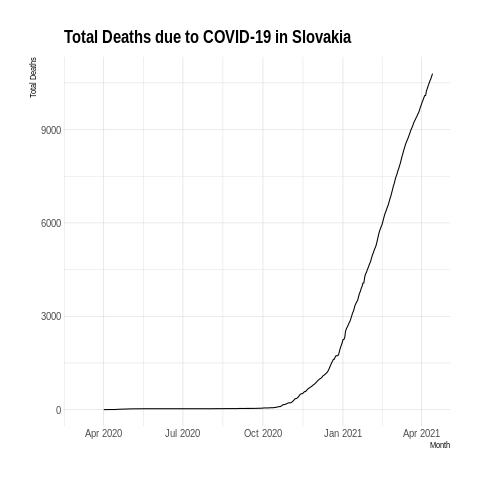 Total Deaths due to COVID-19 in Slovakia
Total Deaths
9000
6000
3000
0
Apr 2020 Jul 2020 Oct 2020 Jan 2021 Apr 2021
Month